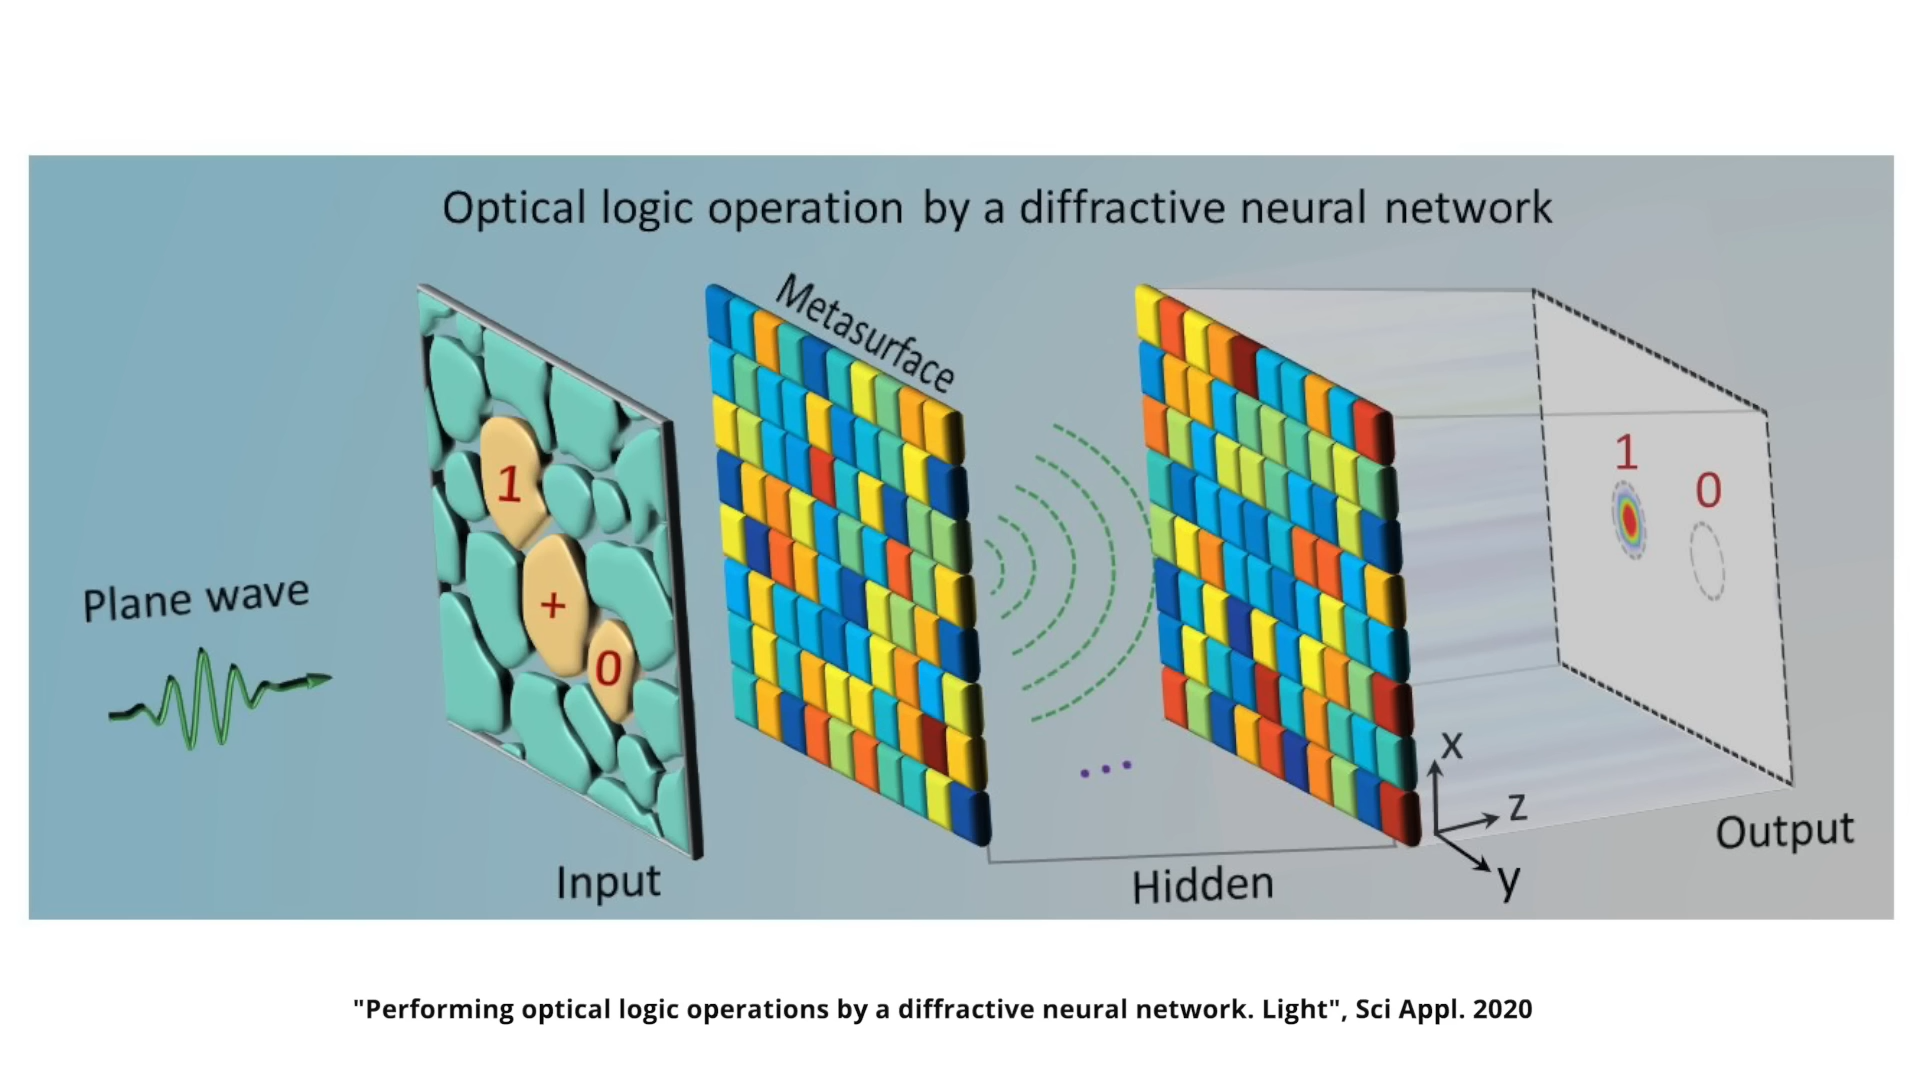 Optical logic operation by a diffractive neural network
Metasurface
1
+
0
Plane wave
1
0
x
z
y
Input
Hidden
Output
"Performing optical logic operations by a diffractive neural network. Light", Sci Appl. 2020